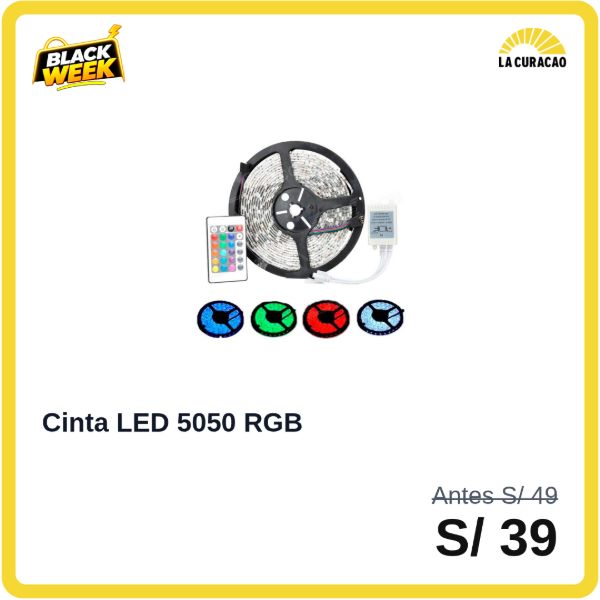 BLACK
WEEK
LA CURACAO
Cinta LED 5050 RGB
Antes S/ 49
S/ 39